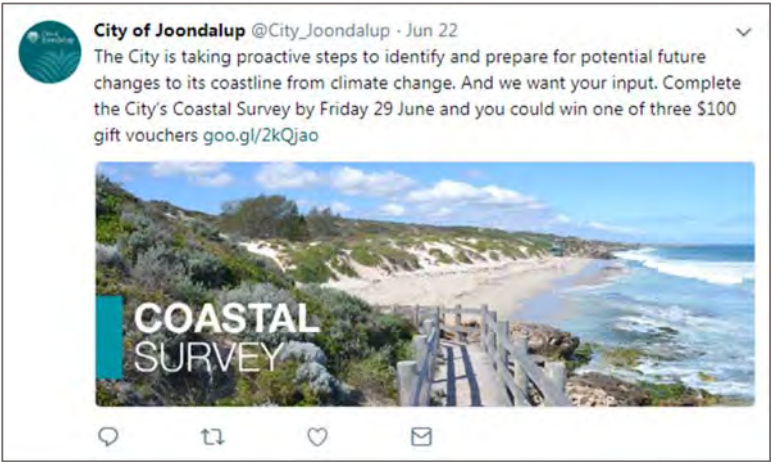 City of Joondalup @City_Joondalup · Jun 22
The City is taking proactive steps to identify and prepare for potential future
changes to its coastline from climate change. And we want your input. Complete
the City's Coastal Survey by Friday 29 June and you could win one of three $100
gift vouchers goo.gl/2kQjao
COASTAL
SURVEY